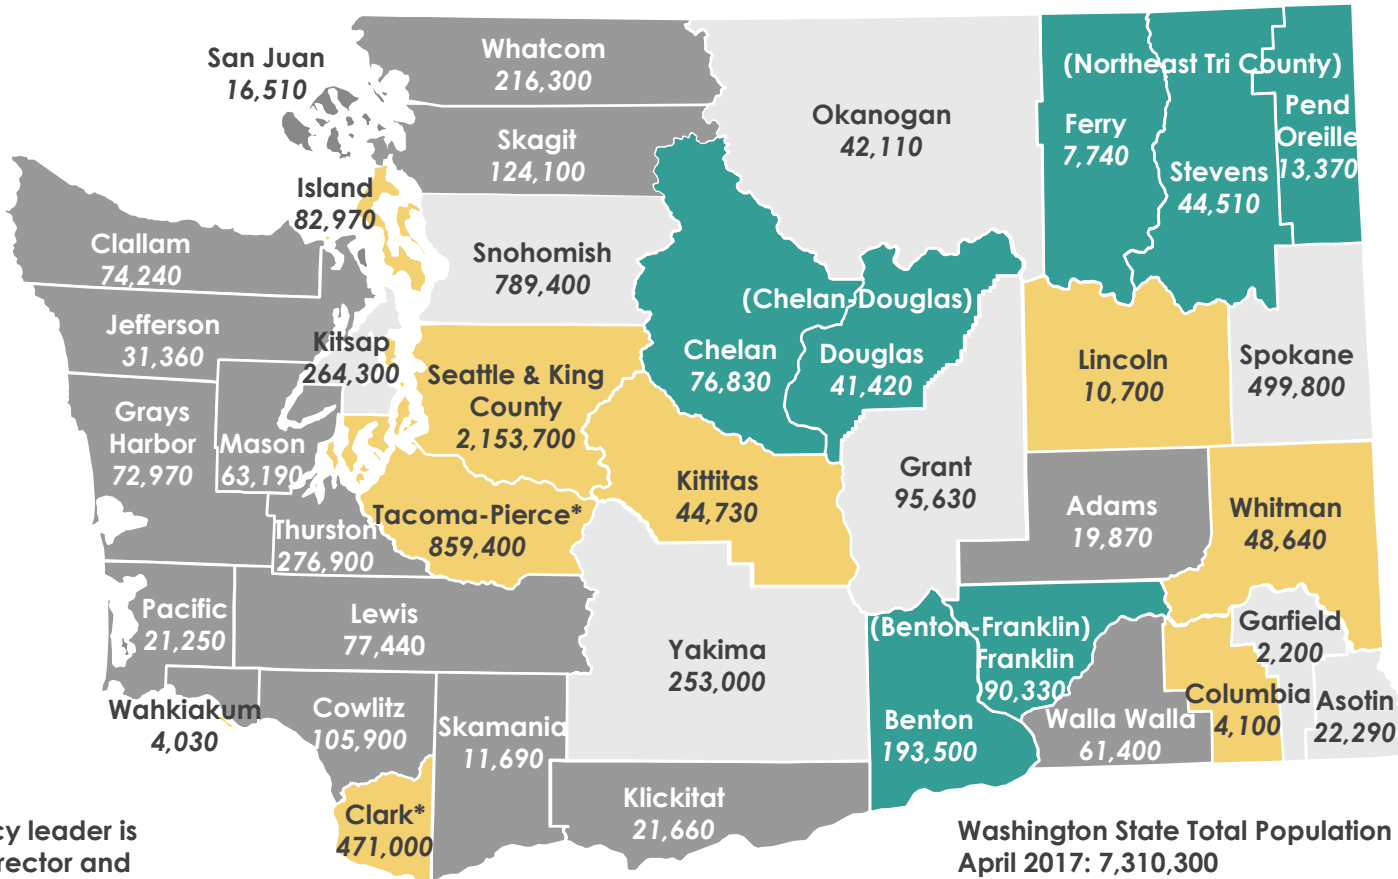 San Juan
16,510
Whatcom
216,300
Skagit
124,100
Okanogan
42,110
(Northeast Tri County)
Ferry
7,740
Stevens
44,510
Pend
Oreille
13,370
Island
82,970
Clallam
74,240
Snohomish
789,400
Jefferson
31,360
Kitsap
264,300
(Chelan-Douglas)
Chelan
76,830
Douglas
41,420
Lincoln
10,700
Spokane
499,800
Grays
Harbor
72,970
Mason
63,190
Seattle & King
County
2,153,700
Kittitas
44,730
Grant
95,630
Adams
19,870
Whitman
48,640
Thurston
276,900
Tacoma-Pierce*
859,400
Pacific
21,250
Lewis
77,440
Yakima
253,000
(Benton-Franklin)
Franklin
90,330
Benton
193,500
Garfield
2,200
Columbia
4,100
Asotin
22,290
Walla Walla
61,400
Wahkiakum
4,030
Cowlitz
105,900
Skamania
11,690
Klickitat
21,660
Clark*
471,000
cy leader is
rector and
Washington State Total Population
April 2017: 7,310,300